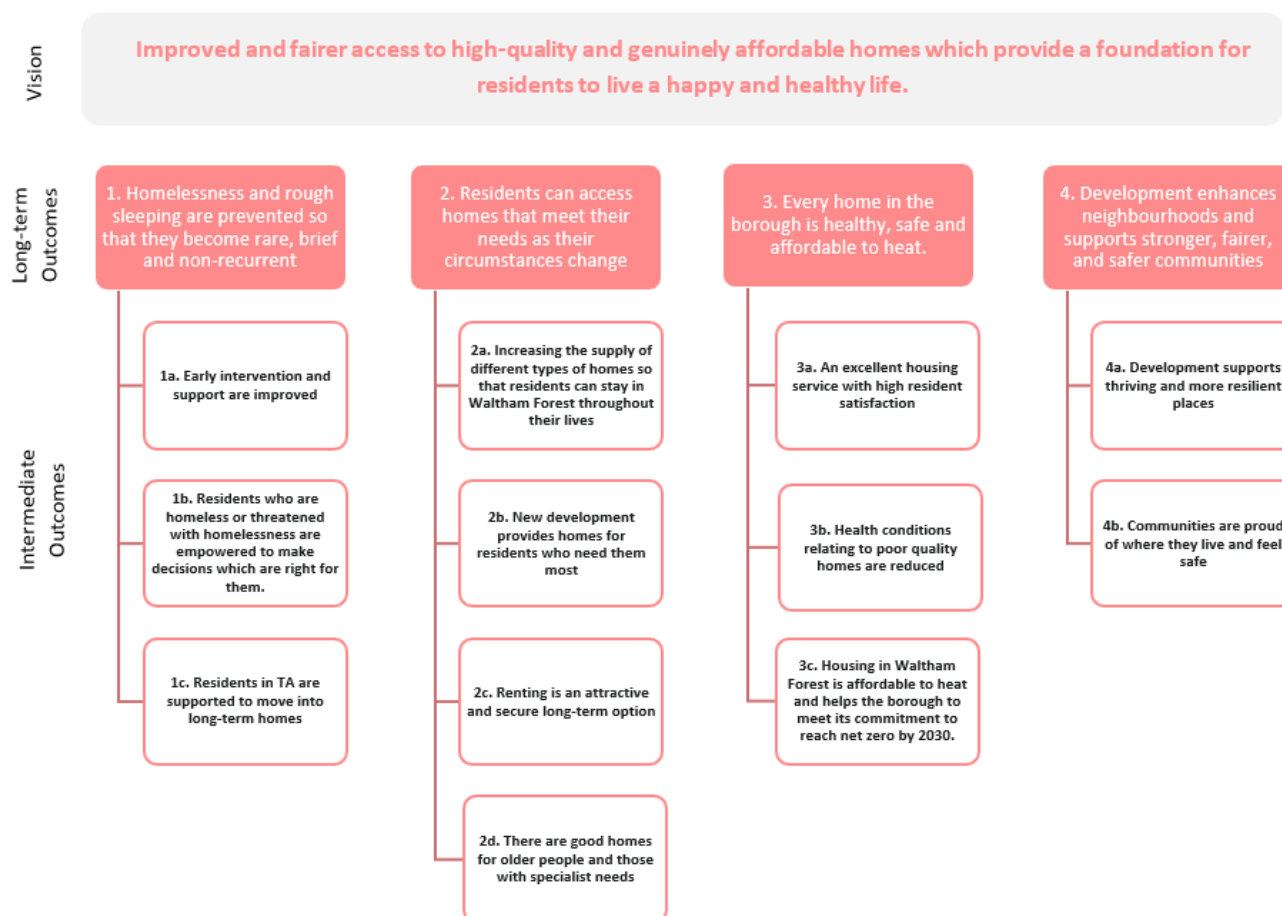 Vision
Improved and fairer access to high-quality and genuinely affordable homes which provide a foundation for
residents to live a happy and healthy life.
Long-term
Outcomes
1. Homelessness and rough
sleeping are prevented so
that they become rare, brief
and non-recurrent
2. Residents can access
homes that meet their
needs as their
circumstances change
3. Every home in the
borough is healthy, safe and
affordable to heat.
4. Development enhances
neighbourhoods and
supports stronger, fairer,
and safer communities
Intermediate
Outcomes
1a. Early intervention and
support are improved
1b. Residents who are
homeless or threatened
with homelessness are
empowered to make
decisions which are right for
them.
1c. Residents in TA are
supported to move into
long-term homes
2a. Increasing the supply of
different types of homes so
that residents can stay in
Waltham Forest throughout
their lives
2b. New development
provides homes for
residents who need them
most
2c. Renting is an attractive
and secure long-term option
2d. There are good homes
for older people and those
with specialist needs
3a. An excellent housing
service with high resident
satisfaction
3b. Health conditions
relating to poor quality
homes are reduced
3c. Housing in Waltham
Forest is affordable to heat
and helps the borough to
meet its commitment to
reach net zero by 2030.
4a. Development supports
thriving and more resilient
places
4b. Communities are proud
of where they live and feel
safe